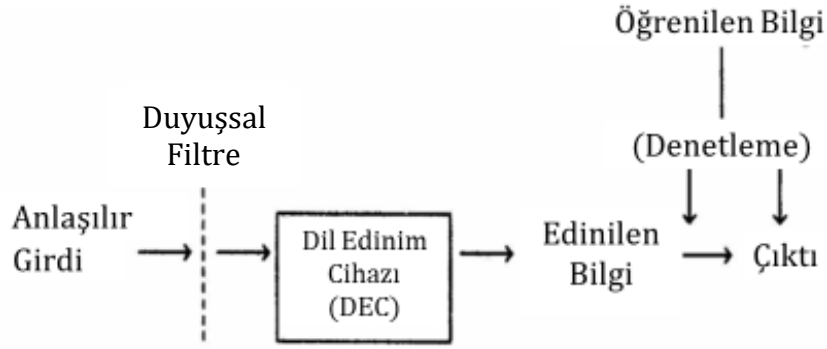 Öğrenilen Bilgi
Duyuşsal
Filtre
(Denetleme)
Anlaşılır
Girdi
Dil Edinim
Cihazı
(DEC)
Edinilen
Bilgi
Çıktı